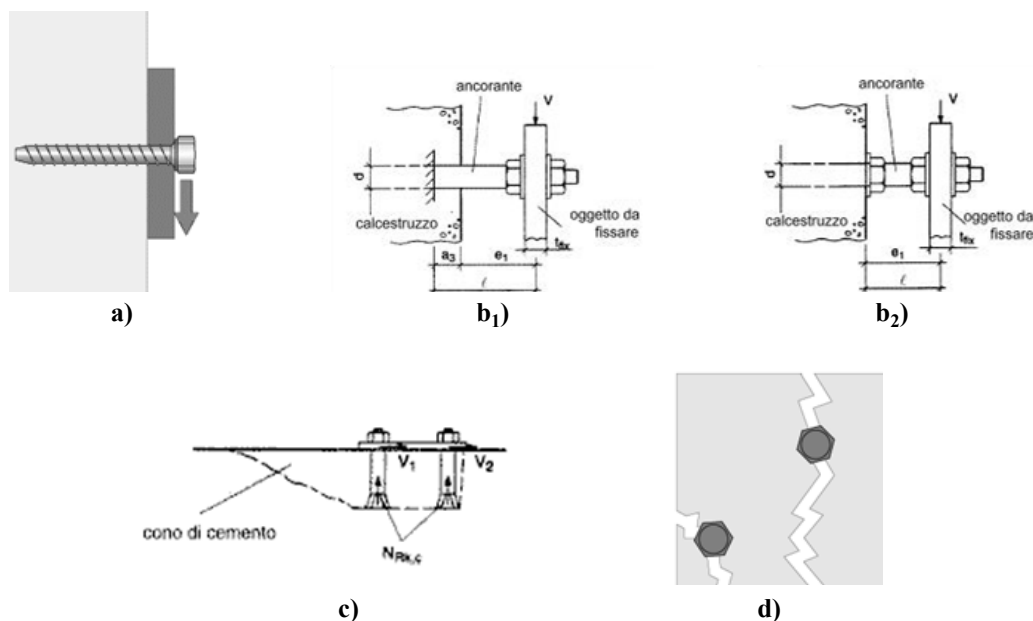 a)
ancorante
V
d
calcestruzzo
oggetto da
fissare
tfix
a3
e1
ℓ
b1)
ancorante
V
d
calcestruzzo
oggetto da
fissare
tfix
e1
ℓ
b2)
V1
V2
cono di cemento
NRk,c
c)
d)